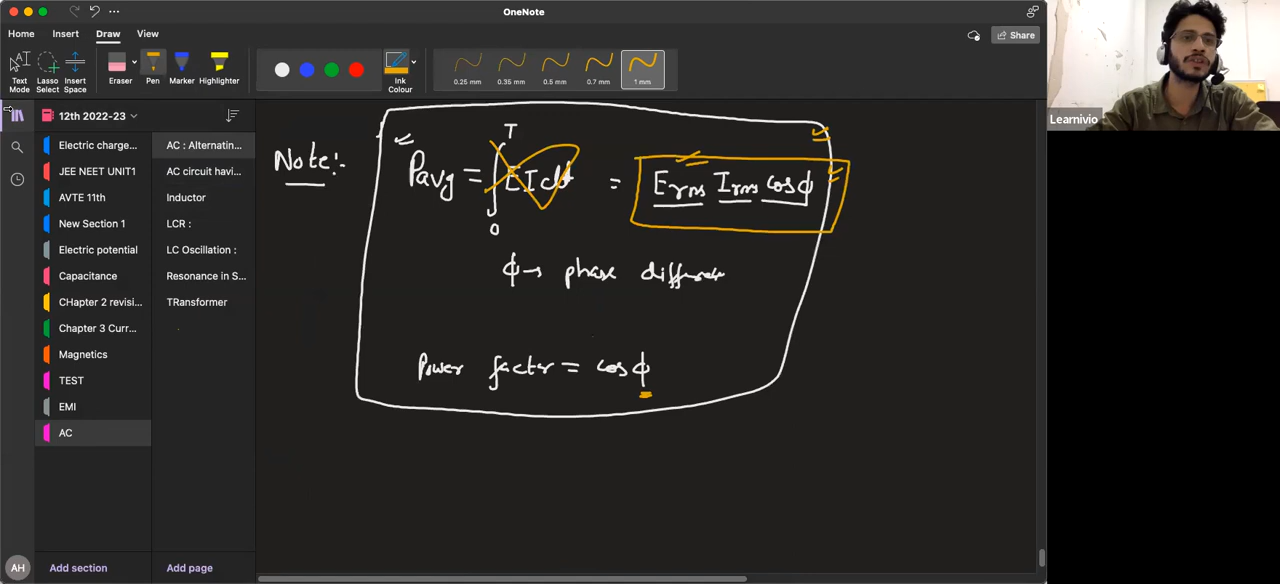 OneNote
Home Insert Draw View
Share
Text Mode
Lasso Select
Insert Space
Eraser
Pen
Marker
Highlighter
Ink Colour
0.25 mm
0.35 mm
0.5 mm
0.7 mm
1 mm
Learnivio
12th 2022-23
Electric charge...
JEE NEET UNIT1
AVTE 11th
New Section 1
Electric potential
Capacitance
CHapter 2 revisi...
Chapter 3 Curr...
Magnetics
TEST
EMI
AC
AC : Alternatin...
AC circuit havi...
Inductor
LCR :
LC Oscillation :
Resonance in S...
TRansformer
Note:-
Pavg = ∫₀ᵀ EI dt = Erms Irms cosϕ
ϕ → phase difference
Power factor = cosϕ
AH
Add section
Add page